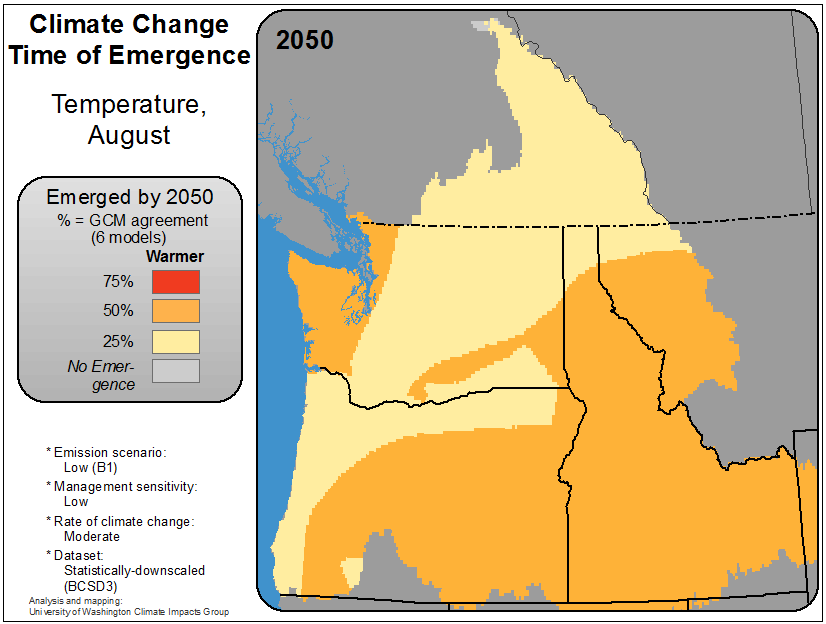 Climate Change
Time of Emergence
Temperature,
August
2050
Emerged by 2050
% = GCM agreement
(6 models)
Warmer
75%
50%
25%
No Emer-
gence
* Emission scenario:
Low (B1)
* Management sensitivity:
Low
* Rate of climate change:
Moderate
* Dataset:
Statistically-downscaled
(BCSD3)
Analysis and mapping:
University of Washington Climate Impacts Group